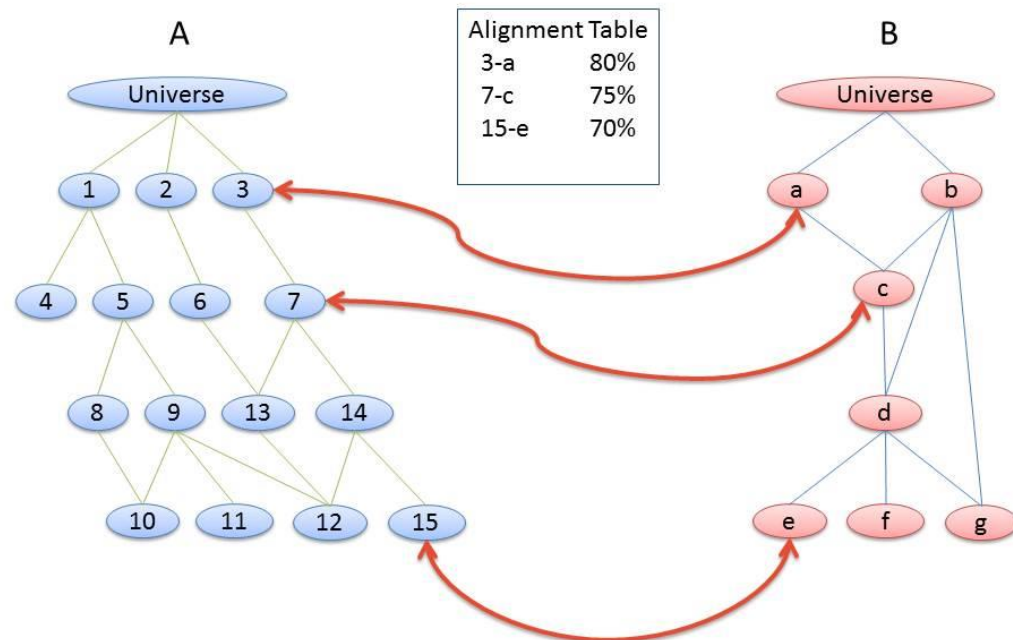 A
B
Alignment Table
3-a 80%
7-c 75%
15-e 70%
Universe
Universe
1 2 3
a b
4 5 6 7
c
8 9 13 14
d
10 11 12 15
e f g